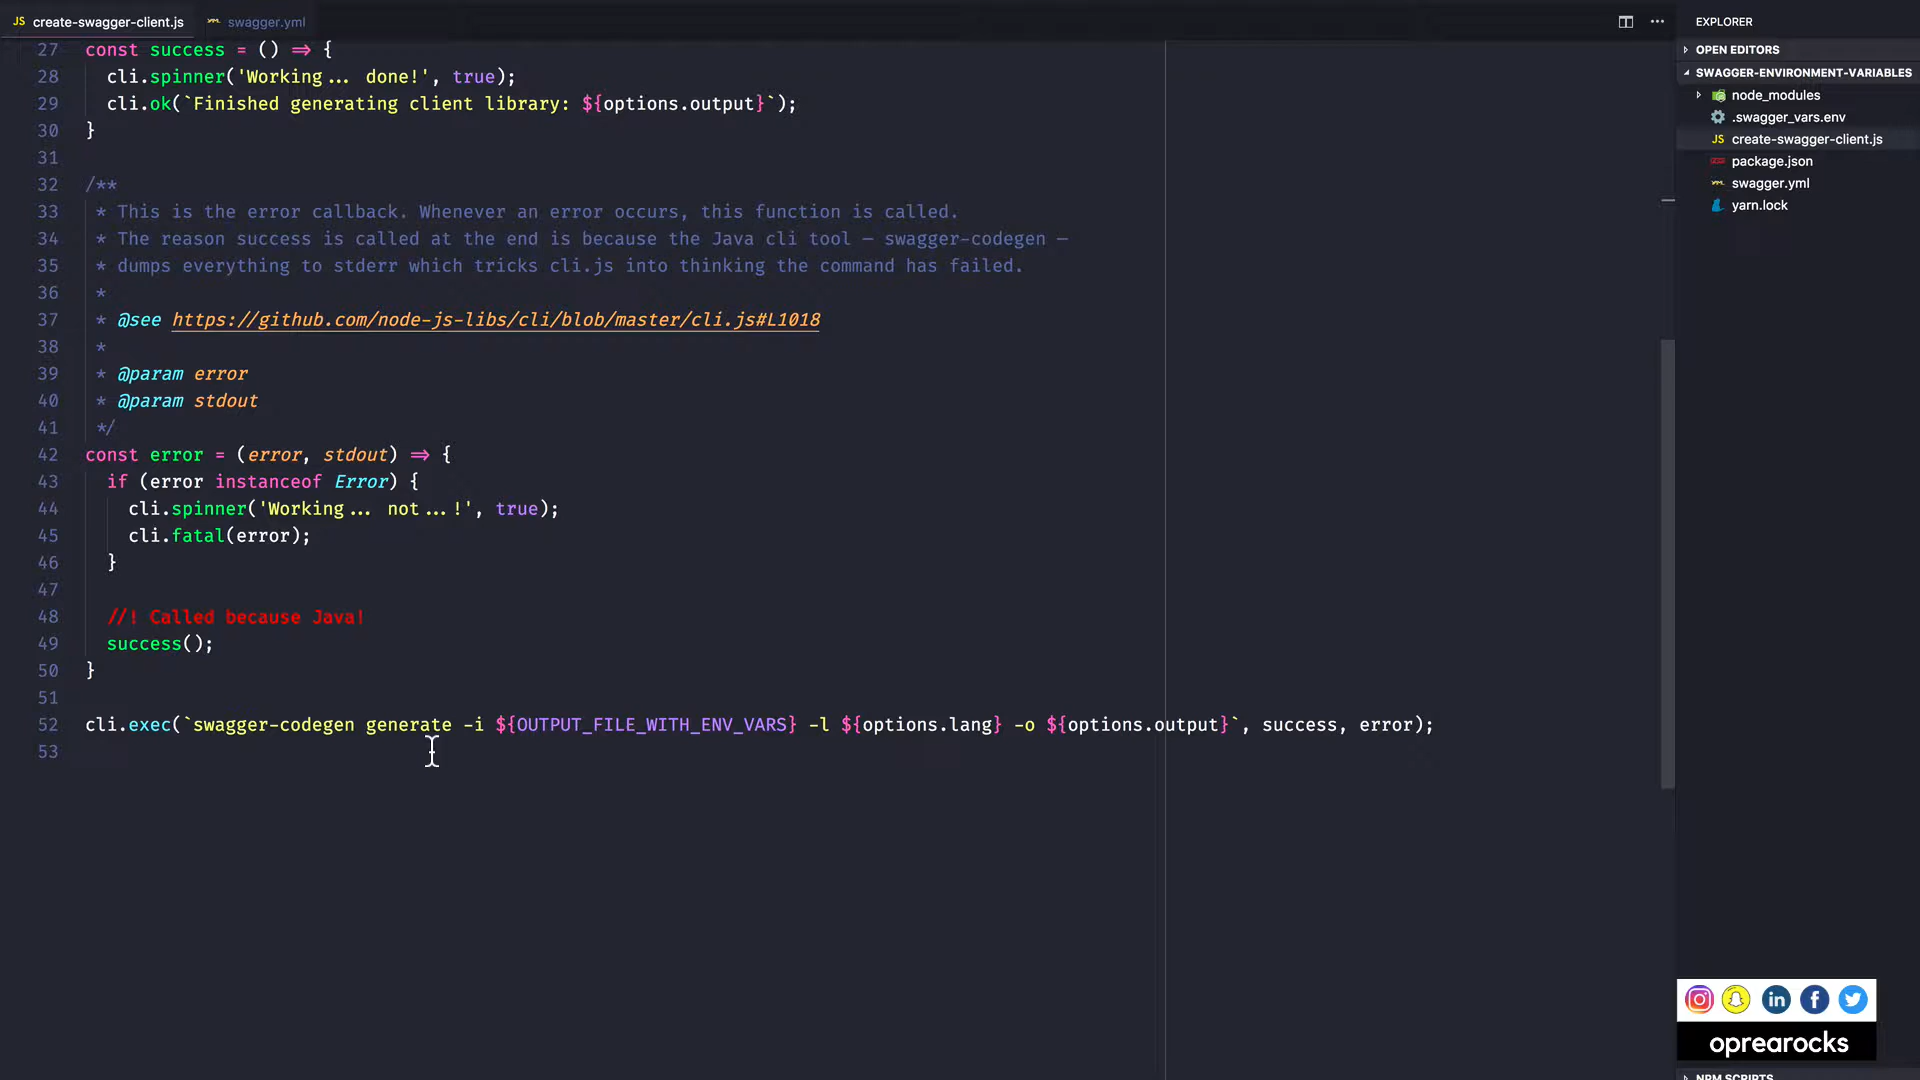 JS create-swagger-client.js
swagger.yml
27 const success = () => {
28 cli.spinner('Working... done!', true);
29 cli.ok(`Finished generating client library: ${options.output}`);
30 }
31
32 /**
33 * This is the error callback. Whenever an error occurs, this function is called.
34 * The reason success is called at the end is because the Java cli tool — swagger-codegen —
35 * dumps everything to stderr which tricks cli.js into thinking the command has failed.
36 *
37 * @see https://github.com/node-js-libs/cli/blob/master/cli.js#L1018
38 *
39 * @param error
40 * @param stdout
41 */
42 const error = (error, stdout) => {
43 if (error instanceof Error) {
44 cli.spinner('Working... not...!', true);
45 cli.fatal(error);
46 }
47
48 //! Called because Java!
49 success();
50 }
51
52 cli.exec(`swagger-codegen generate -i ${OUTPUT_FILE_WITH_ENV_VARS} -l ${options.lang} -o ${options.output}`, success, error);
53
EXPLORER
OPEN EDITORS
SWAGGER-ENVIRONMENT-VARIABLES
node_modules
.swagger_vars.env
JS create-swagger-client.js
package.json
swagger.yml
yarn.lock
oprearocks
NPM SCRIPTS